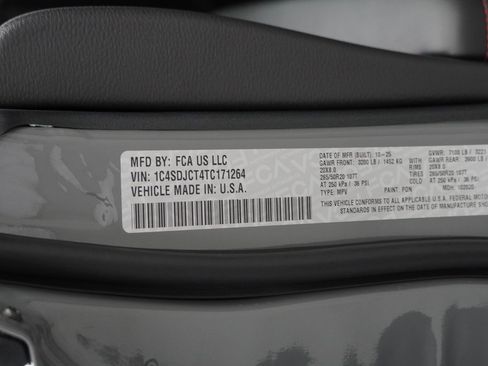 MFD BY: FCA US LLC
VIN: 1C4SDJCT4TC171264
VEHICLE MADE IN U.S.A.
DATE OF MFR (BUILT) 10-25
GAWR FRONT: 3200 LB / 1452 KG
20X8.0
265/50R20 107T
AT 250 kPa / 36 PSI
TYPE: MPV PAINT: PDN
GVWR: 7100 LB /
GAWR REAR: 3900 LB
RIMS 20X8.0
TIRES 265/50R20 107T
COLD AT 250 kPa / 36 PSI
MDH:
THIS VEHICLE CONFORMS TO ALL APPLICABLE U.S.A. FEDERAL MOTOR
IN EFFECT ON THE DATE OF MANUFACTURE